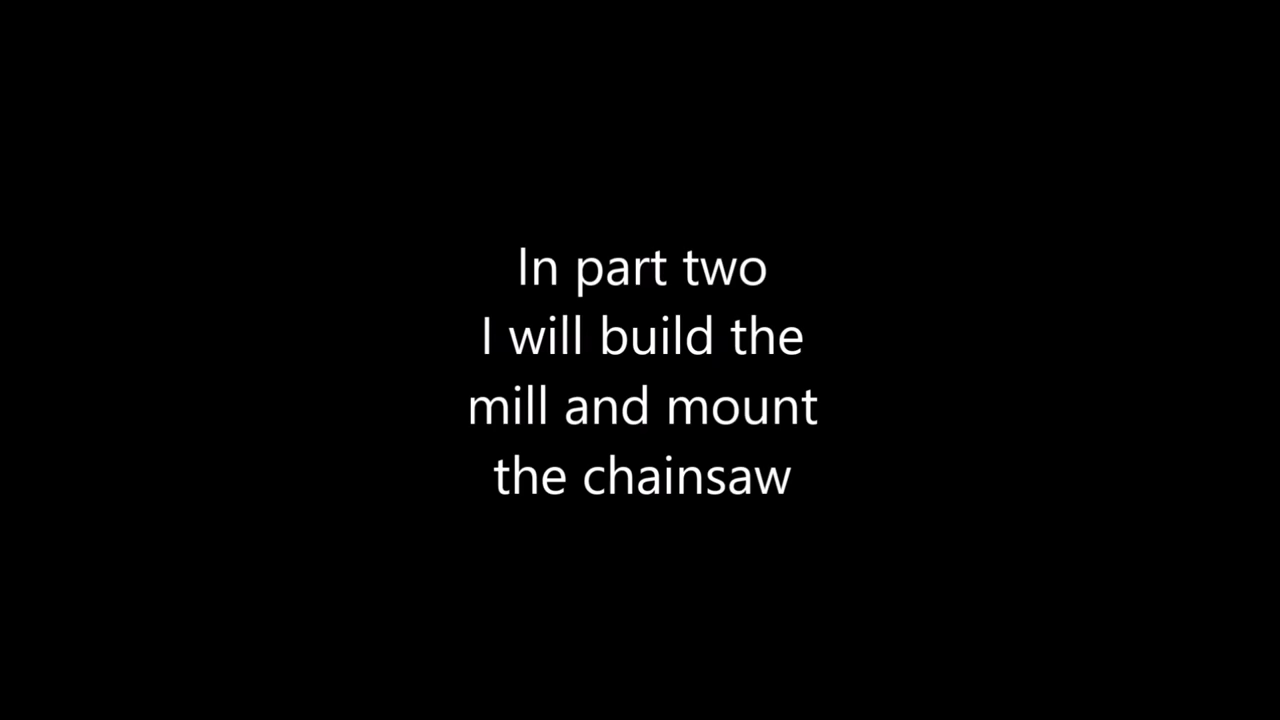 In part two
I will build the
mill and mount
the chainsaw